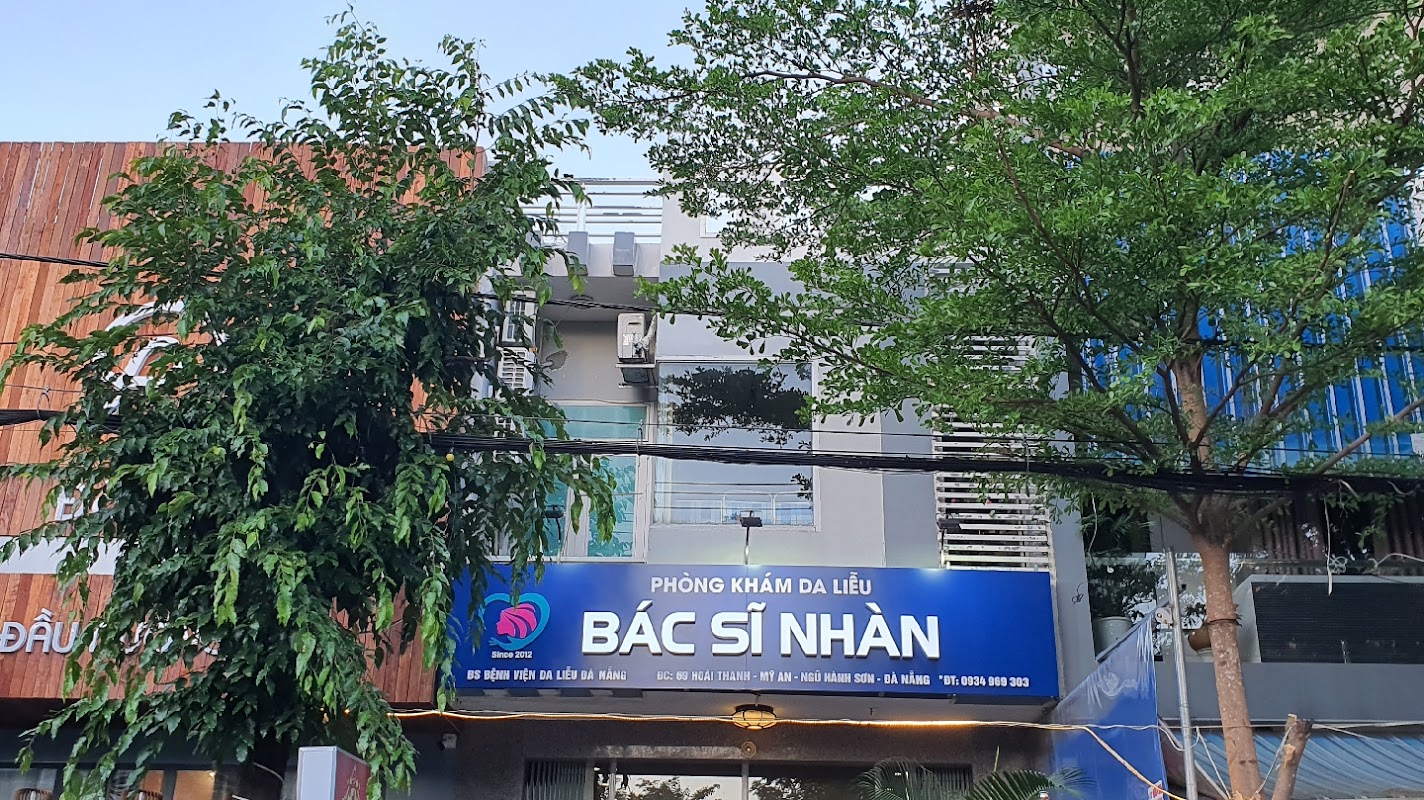 PHÒNG KHÁM DA LIỄU
BÁC SĨ NHÀN
Since 2012
BS BỆNH VIỆN DA LIỄU ĐÀ NẴNG ĐC: 69 HOÀI THANH - MỸ AN - NGŨ HÀNH SƠN - ĐÀ NẴNG *ĐT: 0934 969 303
ĐẦU